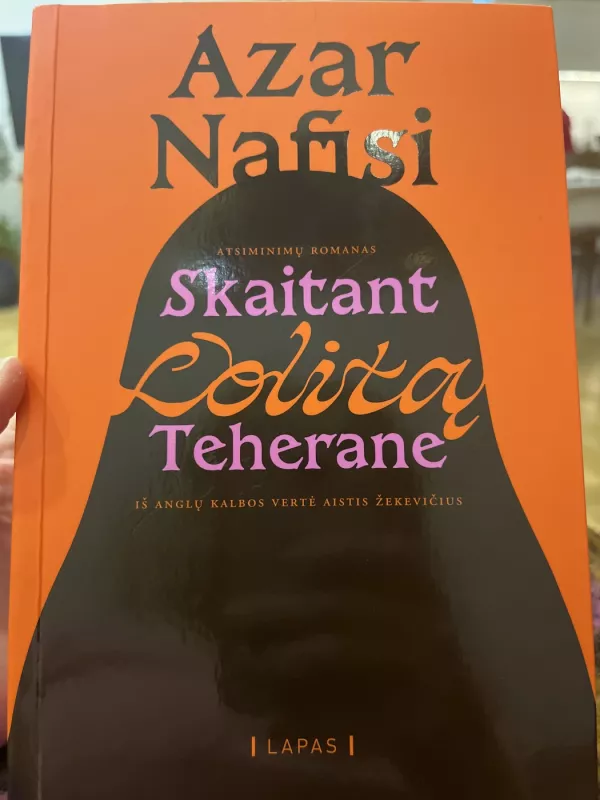 Azar
Nafisi
ATSIMINIMŲ ROMANAS
Skaitant
Lolitą
Teherane
IŠ ANGLŲ KALBOS VERTĖ AISTIS ŽEKEVIČIUS
| LAPAS |